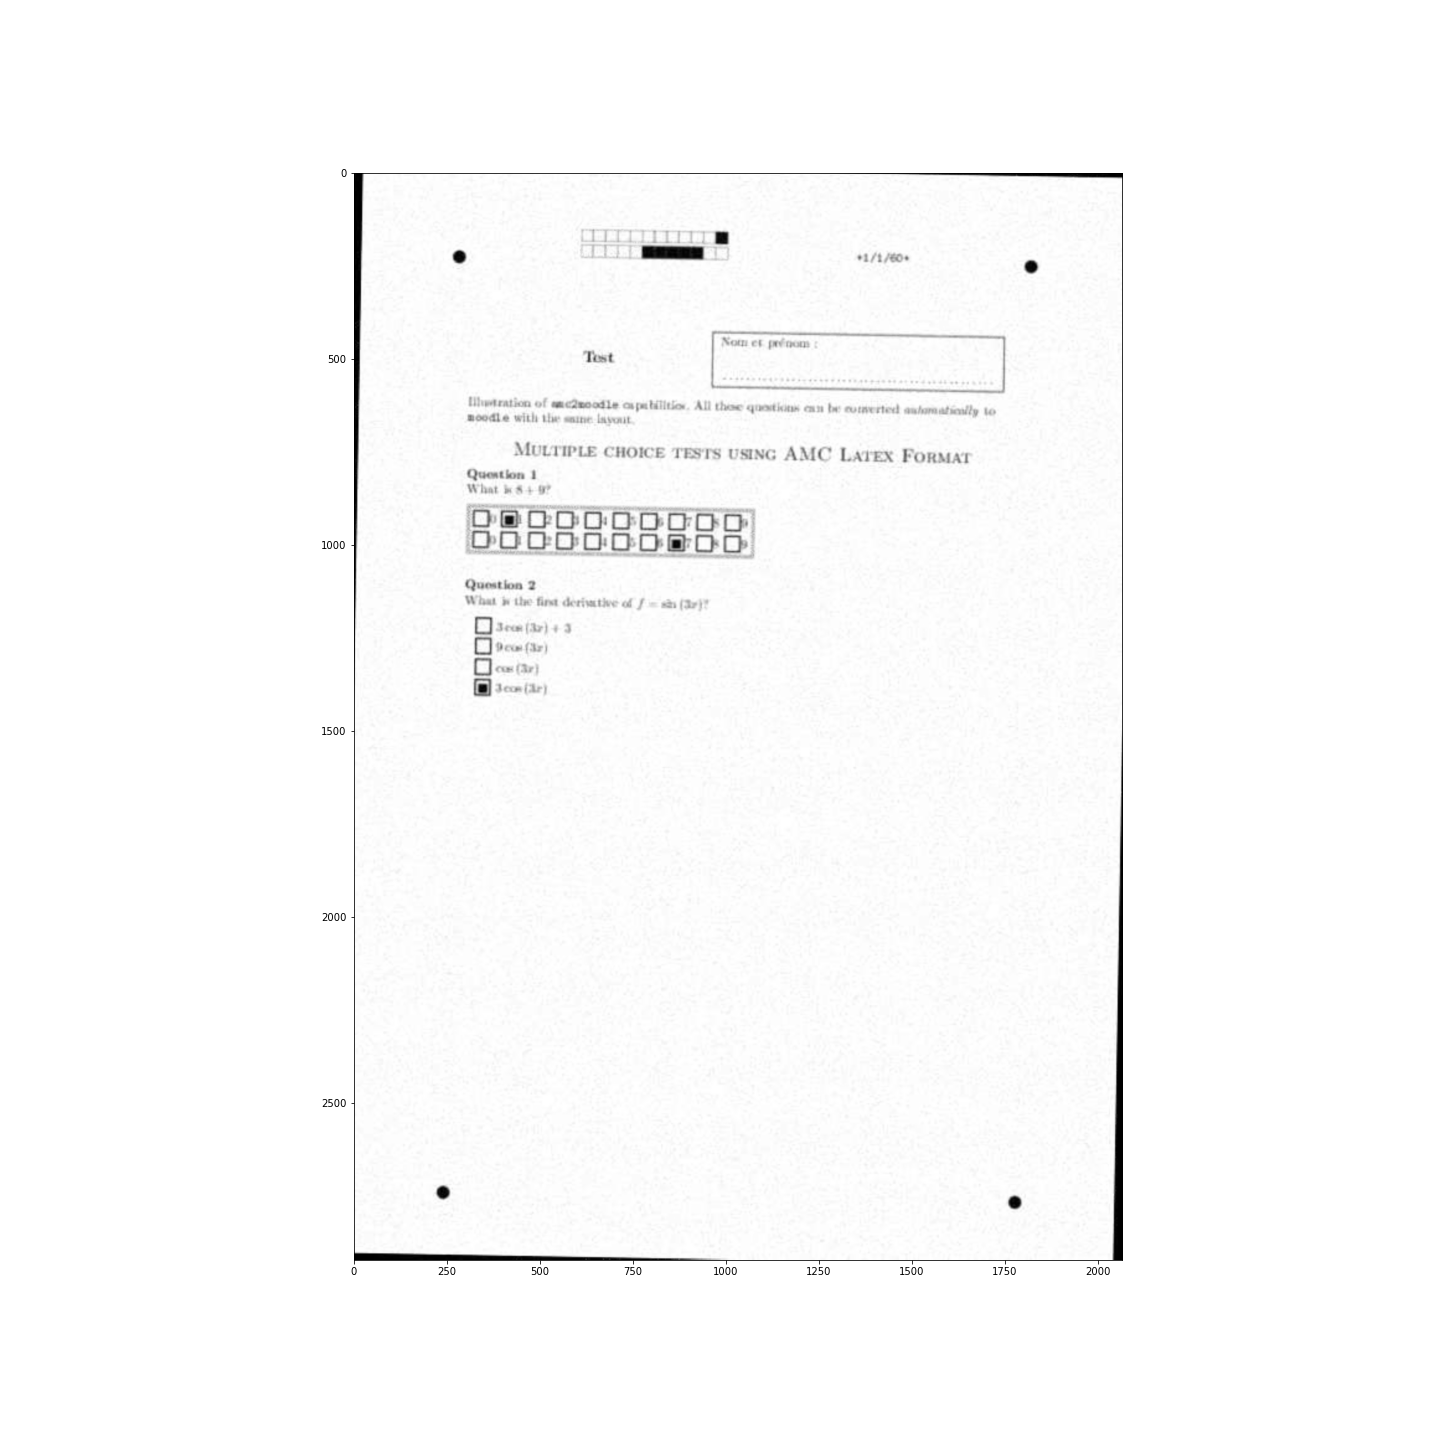 +1/1/60+
Test
Nom et prénom :
Illustration of amc2moodle capabilities. All these questions can be converted automatically to
moodle with the same layout.
MULTIPLE CHOICE TESTS USING AMC LATEX FORMAT
Question 1
What is 8 + 9?
0 1 2 3 4 5 6 7 8 9
0 1 2 3 4 5 6 7 8 9
Question 2
What is the first derivative of f = sin (3x)?
3 cos (3x) + 3
9 cos (3x)
cos (3x)
3 cos (3x)
0
500
1000
1500
2000
2500
0 250 500 750 1000 1250 1500 1750 2000